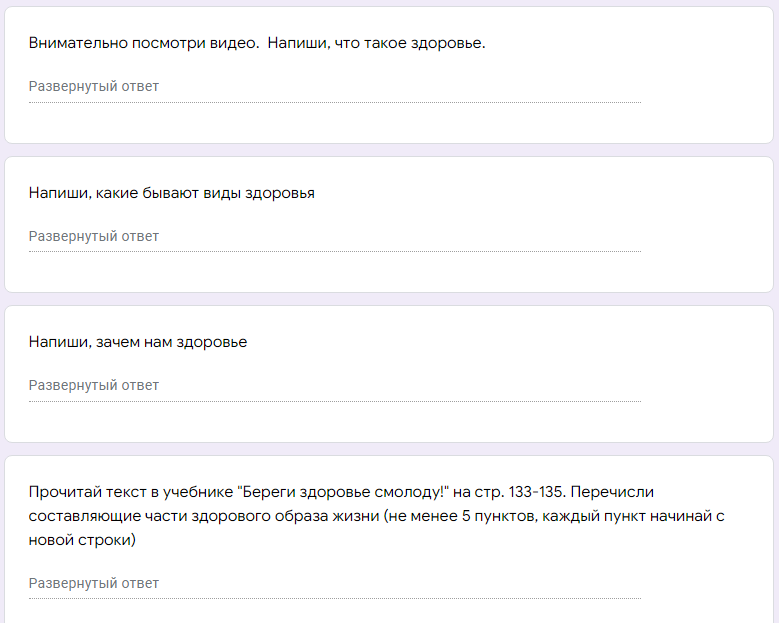 Внимательно посмотри видео.  Напиши, что такое здоровье.
Развернутый ответ
Напиши, какие бывают виды здоровья
Развернутый ответ
Напиши, зачем нам здоровье
Развернутый ответ
Прочитай текст в учебнике "Береги здоровье смолоду!" на стр. 133-135. Перечисли
составляющие части здорового образа жизни (не менее 5 пунктов, каждый пункт начинай с
новой строки)
Развернутый ответ